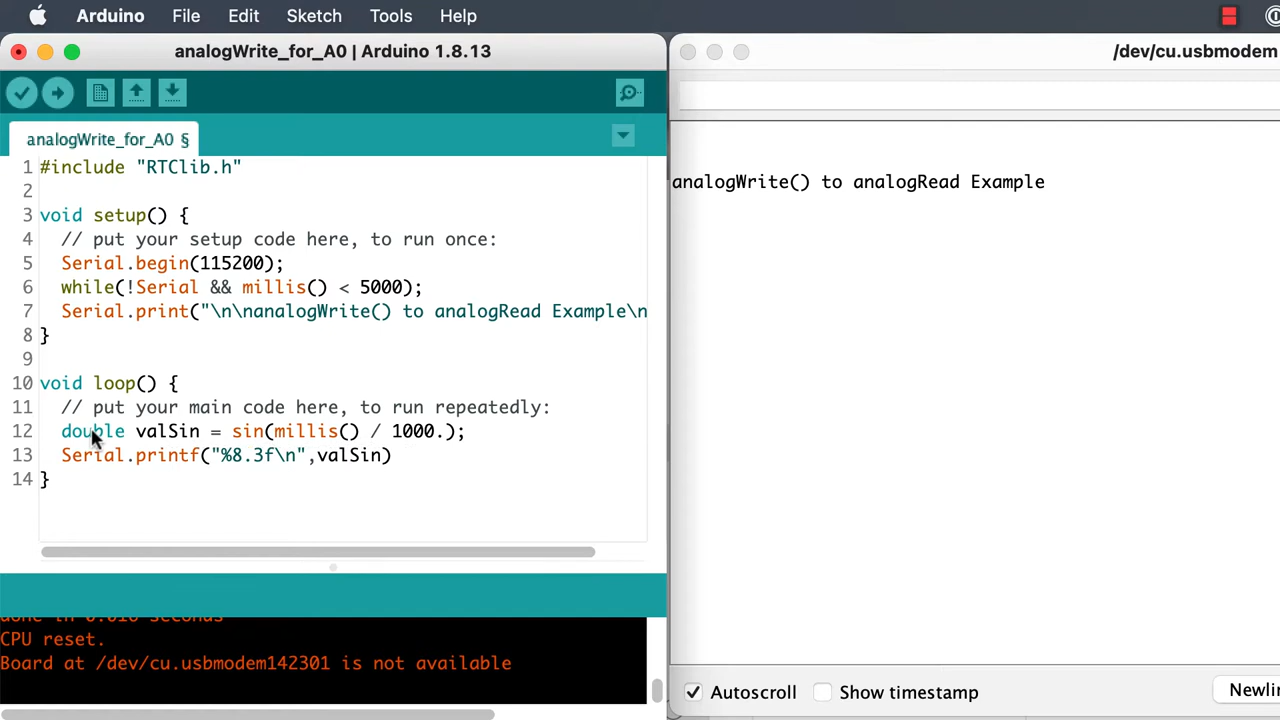 Arduino File Edit Sketch Tools Help
analogWrite_for_A0 | Arduino 1.8.13
/dev/cu.usbmodem
analogWrite_for_A0 §
1 #include "RTClib.h"
2
3 void setup() {
4 // put your setup code here, to run once:
5 Serial.begin(115200);
6 while(!Serial && millis() < 5000);
7 Serial.print("\n\nanalogWrite() to analogRead Example\n
8 }
9
10 void loop() {
11 // put your main code here, to run repeatedly:
12 double valSin = sin(millis() / 1000.);
13 Serial.printf("%8.3f\n",valSin)
14 }
analogWrite() to analogRead Example
done in 0.016 seconds
CPU reset.
Board at /dev/cu.usbmodem142301 is not available
Autoscroll Show timestamp